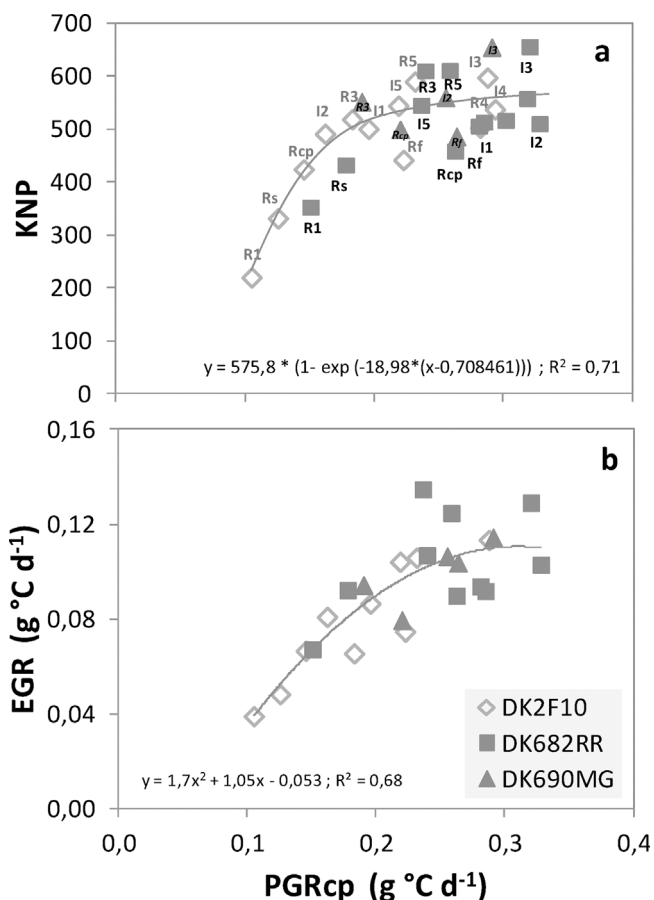 700
600
500
400
300
200
100
0
KNP
a
R5
I3
I3
I3
R3
R5
I5
R3
R3
I2
I4
I2
I1
I5
R4
Rcp
Rf
Rf
I1
I2
Rcp
Rs
Rcp
Rf
Rs
R1
R1
y = 575,8 * (1- exp (-18,98*(x-0,708461))) ; R² = 0,71
0,16
0,12
0,08
0,04
0,00
EGR (g °C d⁻¹)
b
DK2F10
DK682RR
DK690MG
y = 1,7x² + 1,05x - 0,053 ; R² = 0,68
0,0
0,1
0,2
0,3
0,4
PGRcp (g °C d⁻¹)